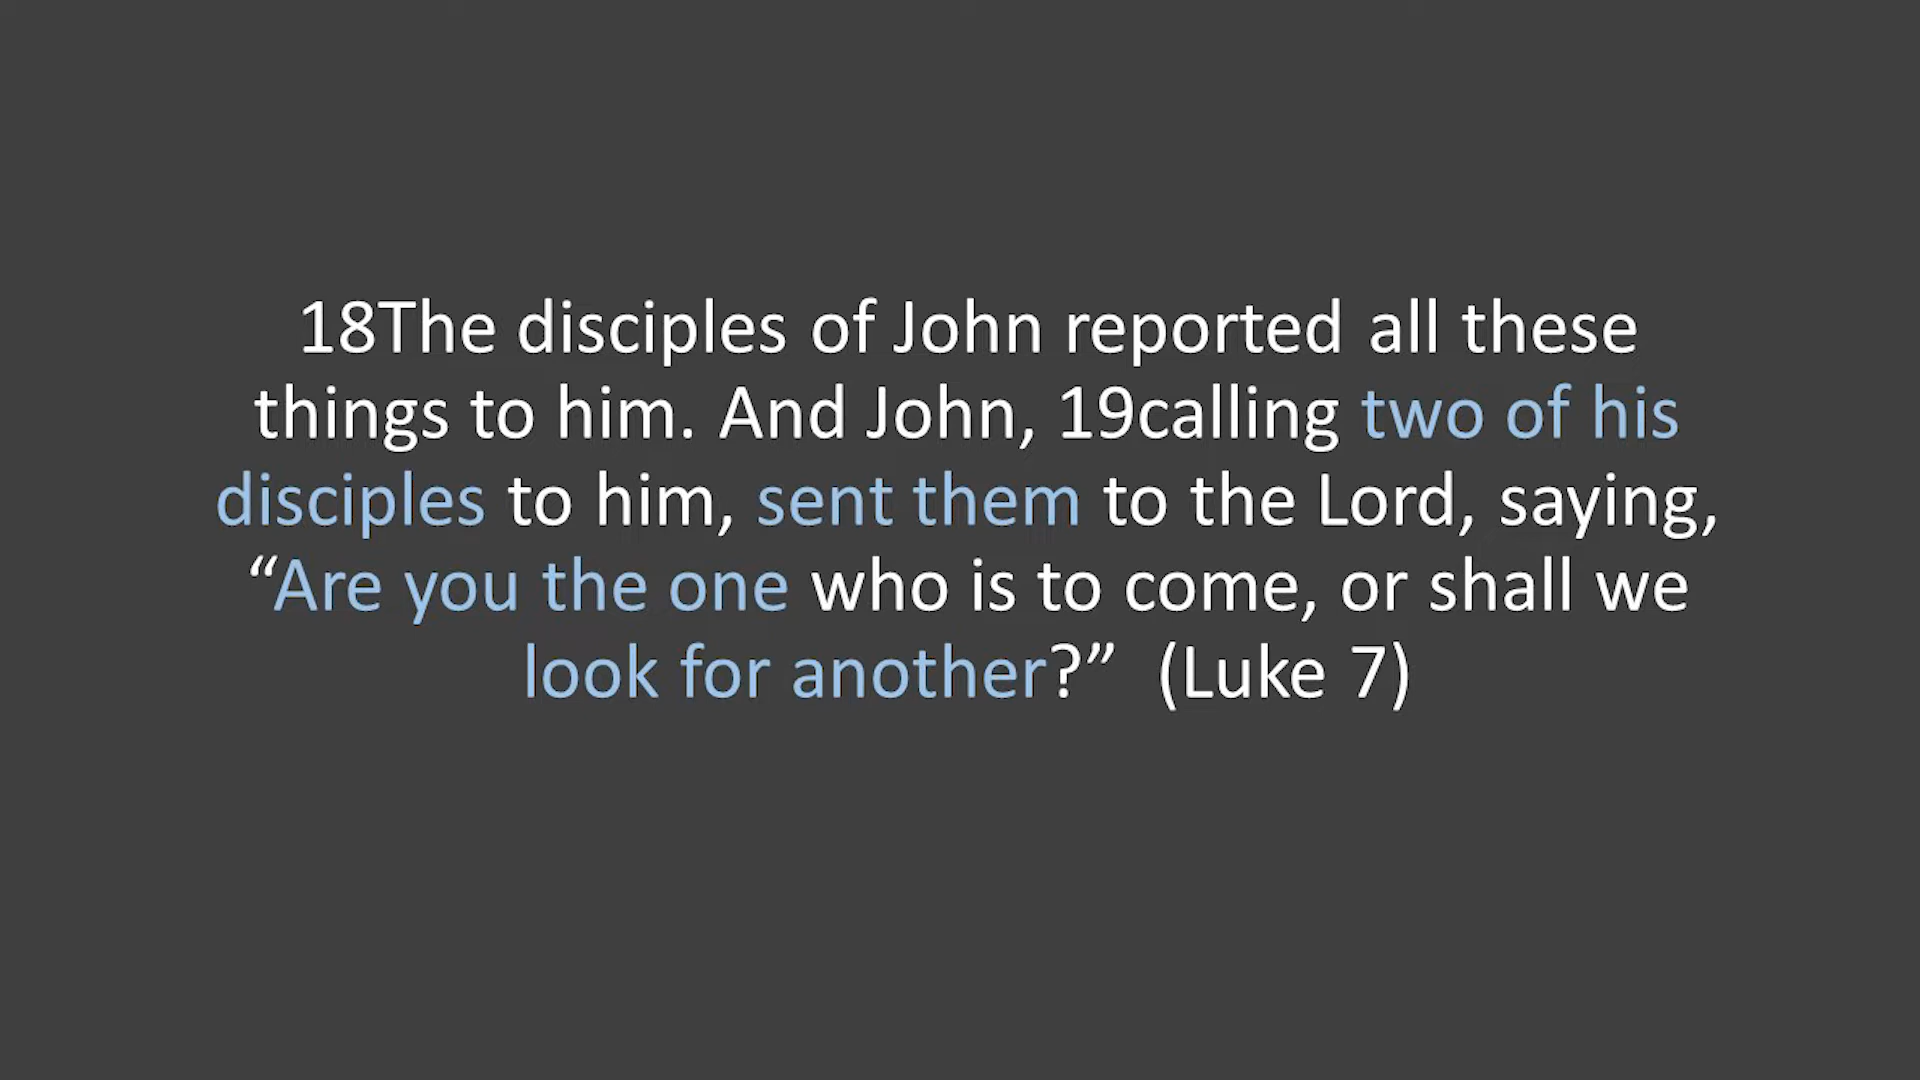 18The disciples of John reported all these
things to him. And John, 19calling two of his
disciples to him, sent them to the Lord, saying,
“Are you the one who is to come, or shall we
look for another?”  (Luke 7)